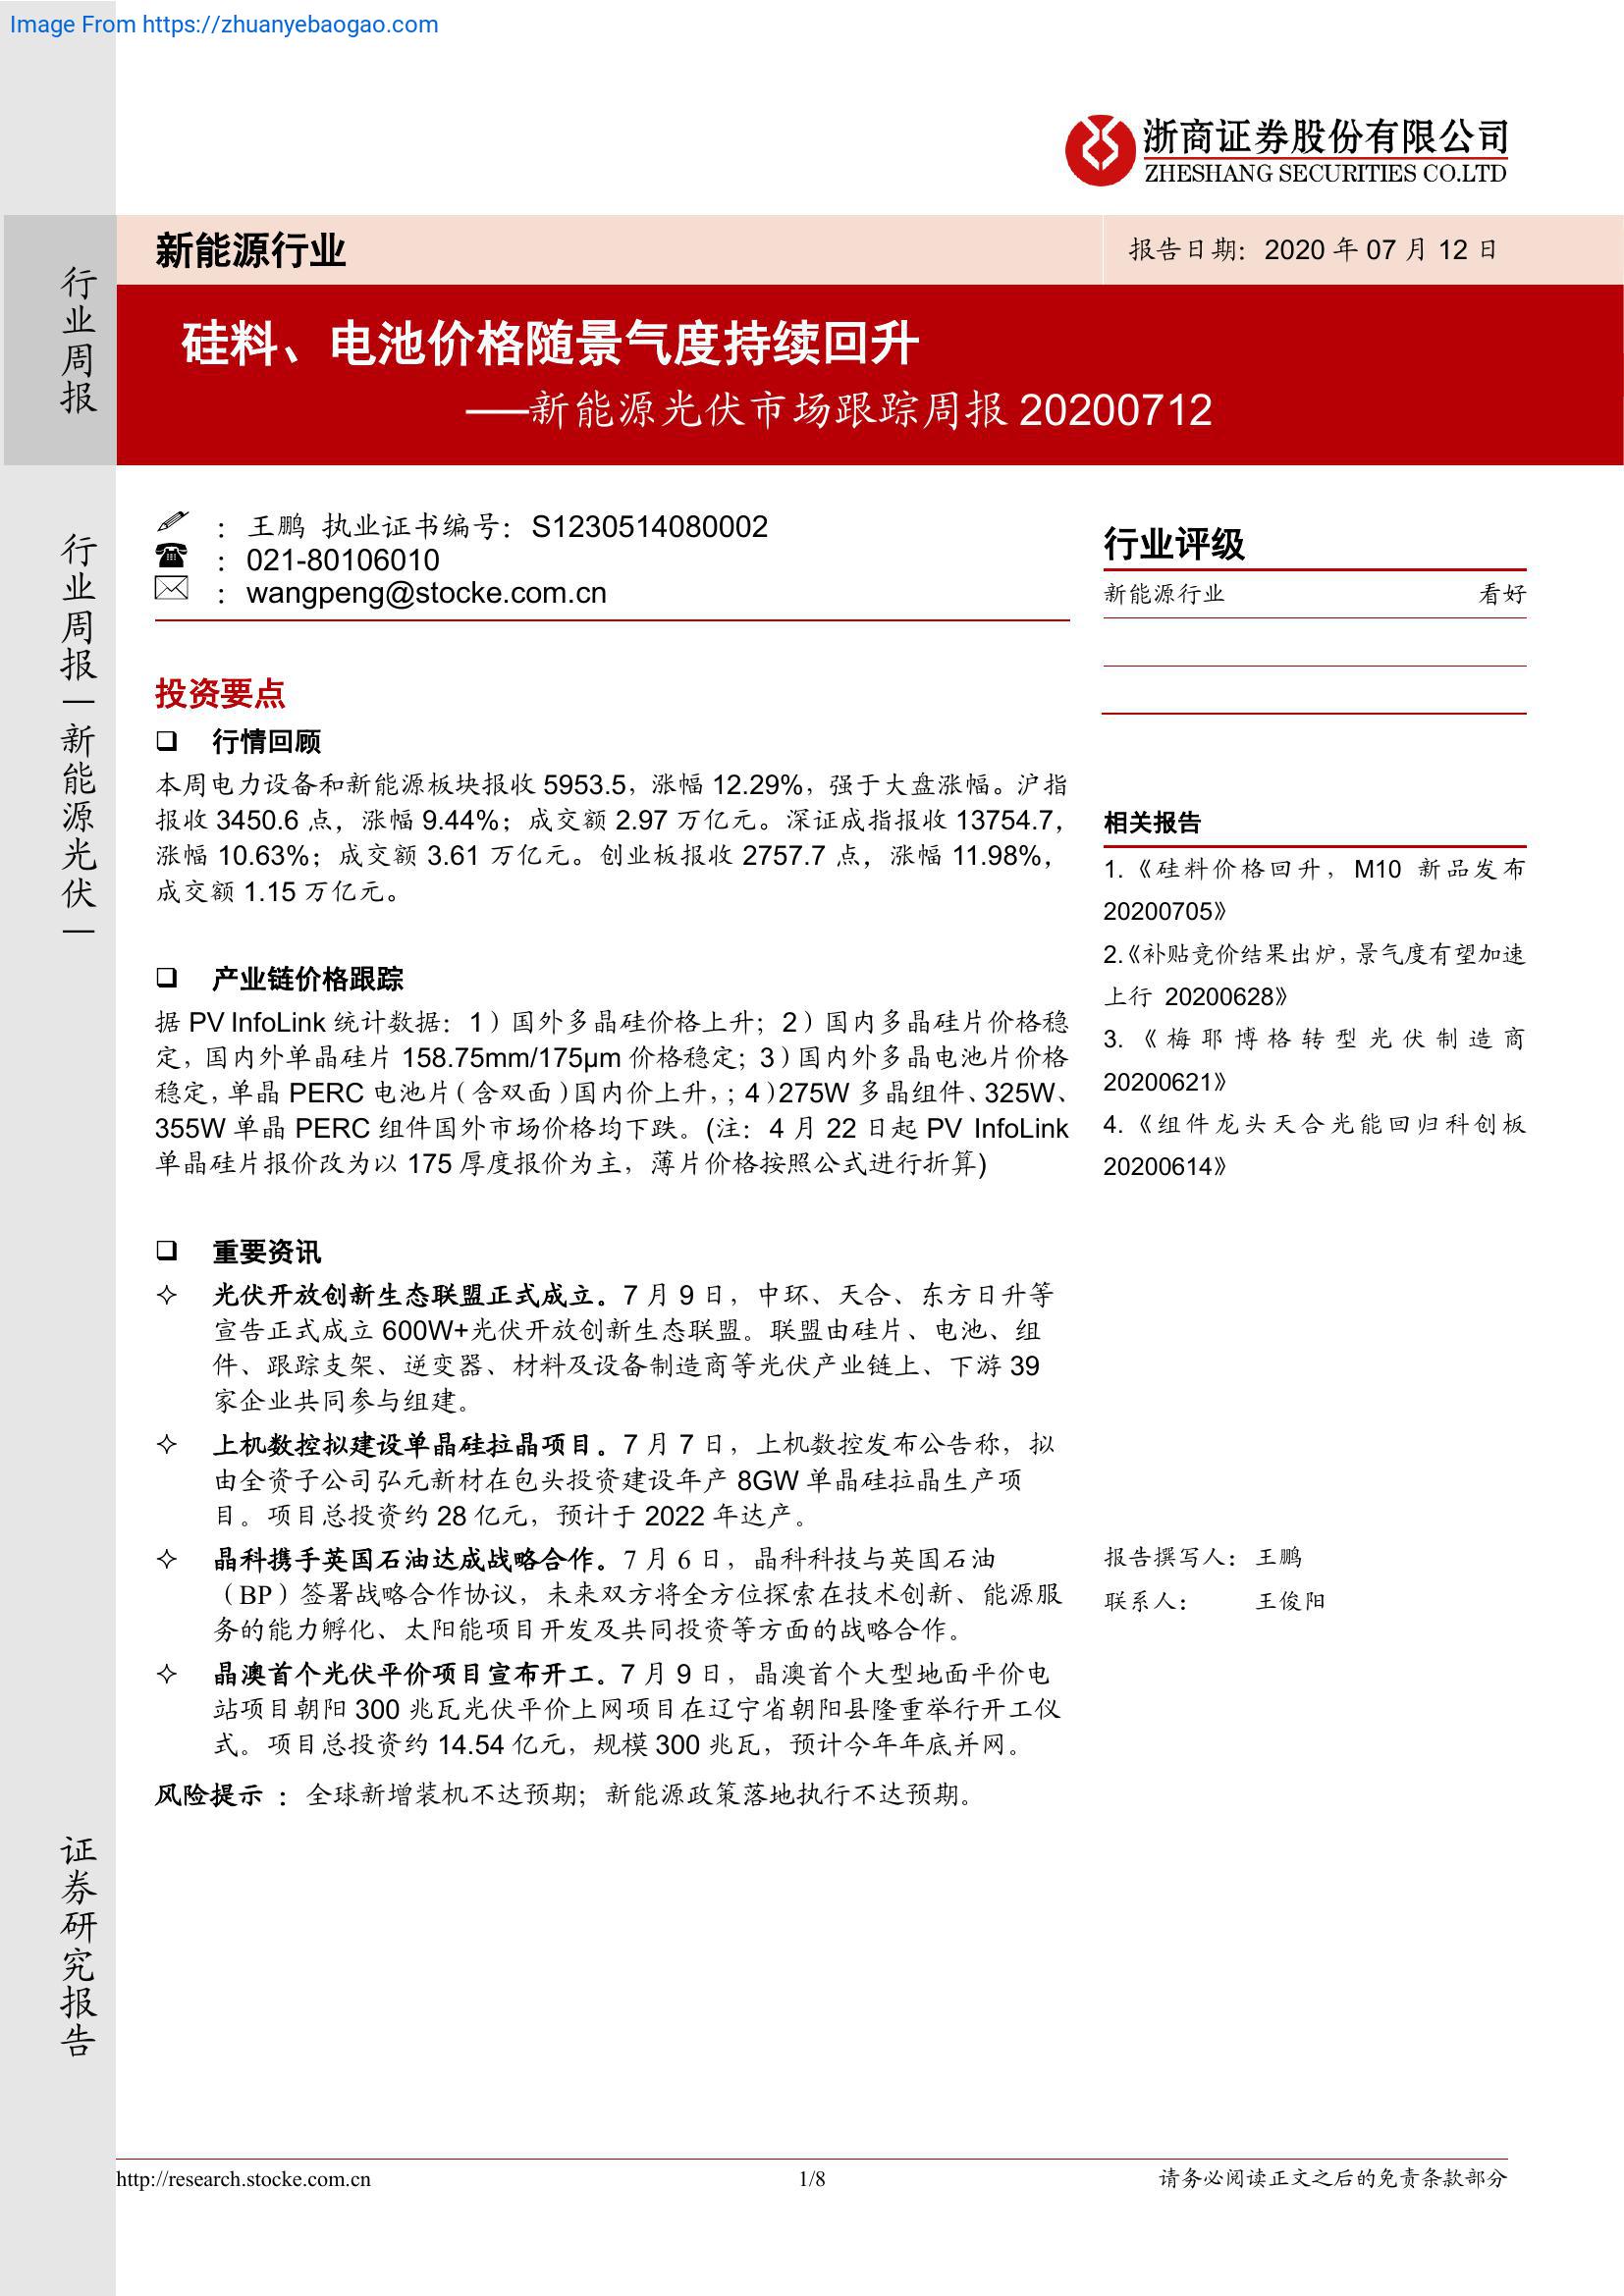 Image From https://zhuanyebaogao.com
浙商证券股份有限公司
ZHESHANG SECURITIES CO.LTD
新能源行业
报告日期：2020 年 07 月 12 日
行业周报
硅料、电池价格随景气度持续回升
——新能源光伏市场跟踪周报 20200712
行业周报—新能源光伏—
证券研究报告
： 王鹏 执业证书编号：S1230514080002
： 021-80106010
： wangpeng@stocke.com.cn
投资要点
❑ 行情回顾
本周电力设备和新能源板块报收 5953.5，涨幅 12.29%，强于大盘涨幅。沪指
报收 3450.6 点，涨幅 9.44%；成交额 2.97 万亿元。深证成指报收 13754.7，
涨幅 10.63%；成交额 3.61 万亿元。创业板报收 2757.7 点，涨幅 11.98%，
成交额 1.15 万亿元。
❑ 产业链价格跟踪
据 PV InfoLink 统计数据：1）国外多晶硅价格上升；2）国内多晶硅片价格稳
定，国内外单晶硅片 158.75mm/175μm 价格稳定；3）国内外多晶电池片价格
稳定，单晶 PERC 电池片（含双面）国内价上升，；4）275W 多晶组件、325W、
355W 单晶 PERC 组件国外市场价格均下跌。(注：4 月 22 日起 PV InfoLink
单晶硅片报价改为以 175 厚度报价为主，薄片价格按照公式进行折算)
❑ 重要资讯
✧ 光伏开放创新生态联盟正式成立。7 月 9 日，中环、天合、东方日升等
宣告正式成立 600W+光伏开放创新生态联盟。联盟由硅片、电池、组
件、跟踪支架、逆变器、材料及设备制造商等光伏产业链上、下游 39
家企业共同参与组建。
✧ 上机数控拟建设单晶硅拉晶项目。7 月 7 日，上机数控发布公告称，拟
由全资子公司弘元新材在包头投资建设年产 8GW 单晶硅拉晶生产项
目。项目总投资约 28 亿元，预计于 2022 年达产。
✧ 晶科携手英国石油达成战略合作。7 月 6 日，晶科科技与英国石油
（BP）签署战略合作协议，未来双方将全方位探索在技术创新、能源服
务的能力孵化、太阳能项目开发及共同投资等方面的战略合作。
✧ 晶澳首个光伏平价项目宣布开工。7 月 9 日，晶澳首个大型地面平价电
站项目朝阳 300 兆瓦光伏平价上网项目在辽宁省朝阳县隆重举行开工仪
式。项目总投资约 14.54 亿元，规模 300 兆瓦，预计今年年底并网。
风险提示 ：全球新增装机不达预期；新能源政策落地执行不达预期。
行业评级
新能源行业 看好
相关报告
1.《硅料价格回升， M10 新品发布
20200705》
2.《补贴竞价结果出炉，景气度有望加速
上行 20200628》
3.《梅耶博格转型光伏制造商
20200621》
4.《组件龙头天合光能回归科创板
20200614》
报告撰写人： 王鹏
联系人： 王俊阳
http://research.stocke.com.cn
1/8
请务必阅读正文之后的免责条款部分